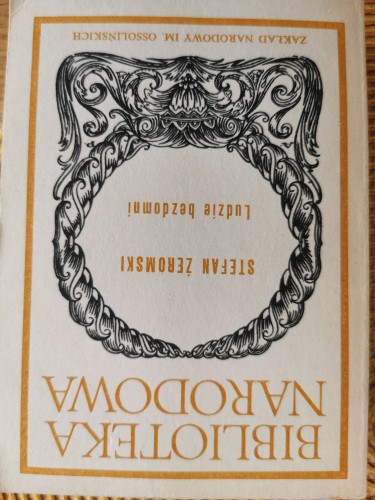 BIBLIOTEKA
NARODOWA
STEFAN ŻEROMSKI
Ludzie bezdomni
ZAKŁAD NARODOWY IM. OSSOLIŃSKICH